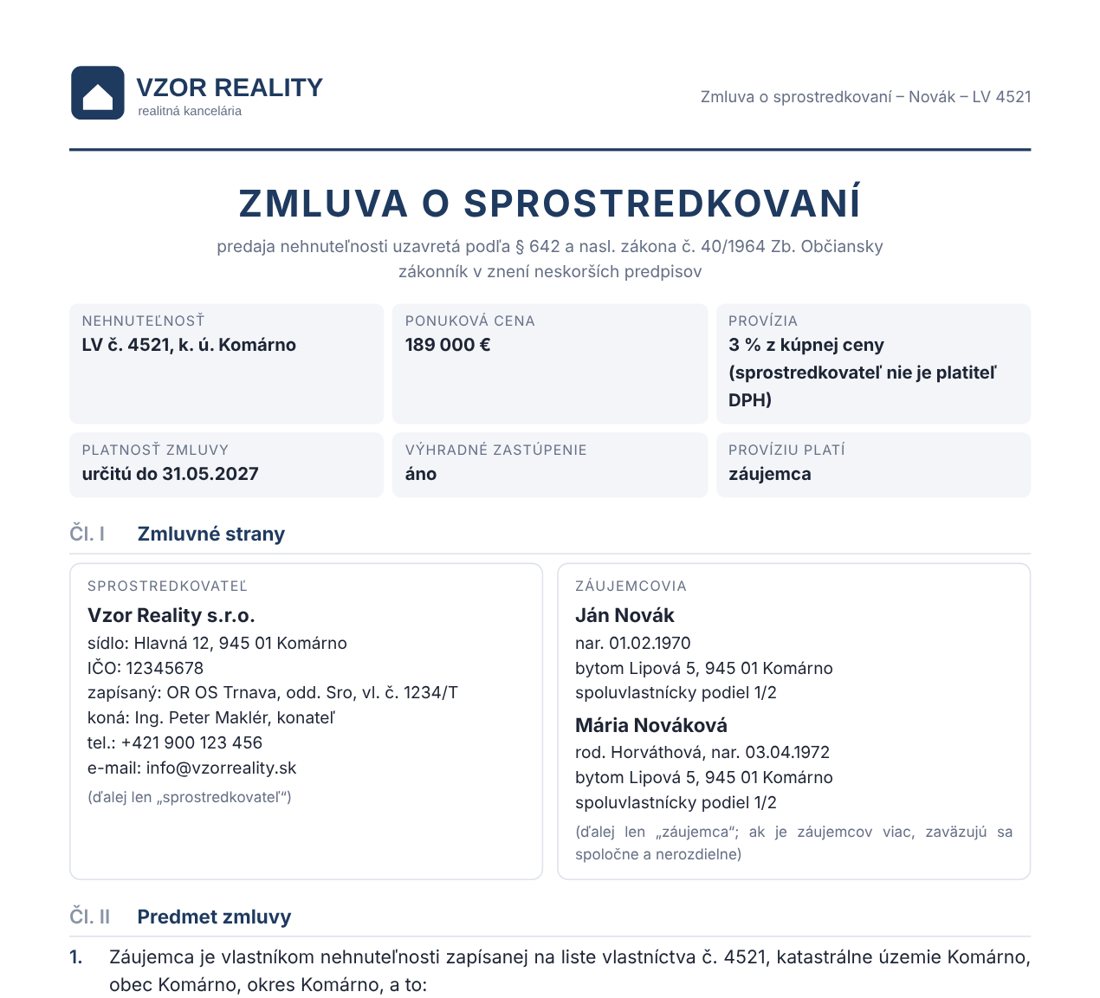 VZOR REALITY
realitná kancelária
Zmluva o sprostredkovaní – Novák – LV 4521
ZMLUVA O SPROSTREDKOVANÍ
predaja nehnuteľnosti uzavretá podľa § 642 a nasl. zákona č. 40/1964 Zb. Občiansky
zákonník v znení neskorších predpisov
NEHNUTEĽNOSŤ
LV č. 4521, k. ú. Komárno
PONUKOVÁ CENA
189 000 €
PROVÍZIA
3 % z kúpnej ceny
(sprostredkovateľ nie je platiteľ
DPH)
PLATNOSŤ ZMLUVY
určitú do 31.05.2027
VÝHRADNÉ ZASTÚPENIE
áno
PROVÍZIU PLATÍ
záujemca
Čl. I Zmluvné strany
SPROSTREDKOVATEĽ
Vzor Reality s.r.o.
sídlo: Hlavná 12, 945 01 Komárno
IČO: 12345678
zapísaný: OR OS Trnava, odd. Sro, vl. č. 1234/T
koná: Ing. Peter Maklér, konateľ
tel.: +421 900 123 456
e-mail: info@vzorreality.sk
(ďalej len „sprostredkovateľ“)
ZÁUJEMCOVIA
Ján Novák
nar. 01.02.1970
bytom Lipová 5, 945 01 Komárno
spoluvlastnícky podiel 1/2
Mária Nováková
rod. Horváthová, nar. 03.04.1972
bytom Lipová 5, 945 01 Komárno
spoluvlastnícky podiel 1/2
(ďalej len „záujemca“; ak je záujemcov viac, zaväzujú sa
spoločne a nerozdielne)
Čl. II Predmet zmluvy
1. Záujemca je vlastníkom nehnuteľnosti zapísanej na liste vlastníctva č. 4521, katastrálne územie Komárno,
obec Komárno, okres Komárno, a to: